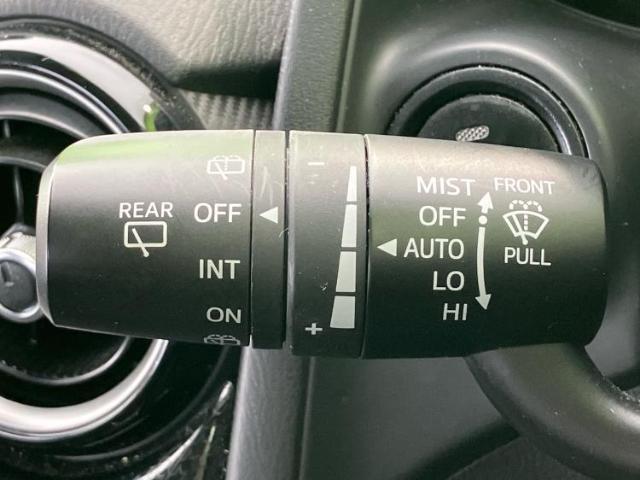 REAR
OFF
INT
ON
−
+
MIST
OFF
AUTO
LO
HI
FRONT
PULL